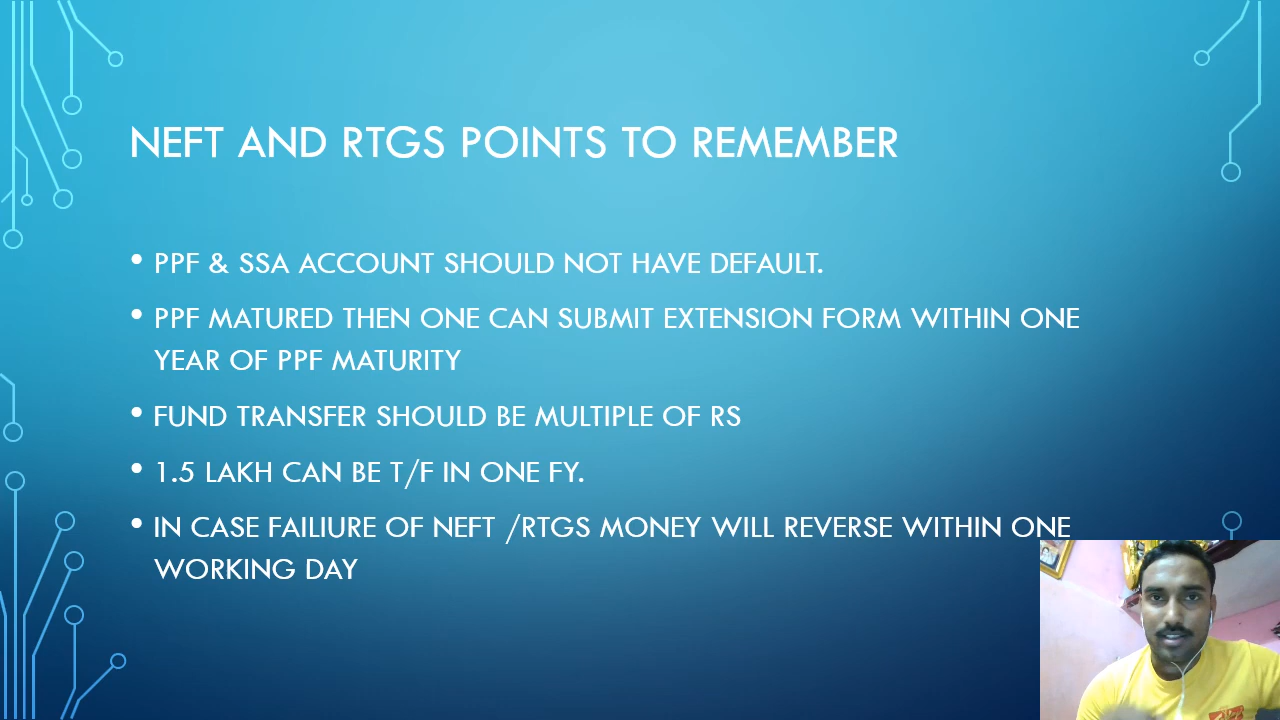 NEFT AND RTGS POINTS TO REMEMBER
• PPF & SSA ACCOUNT SHOULD NOT HAVE DEFAULT.
• PPF MATURED THEN ONE CAN SUBMIT EXTENSION FORM WITHIN ONE
YEAR OF PPF MATURITY
• FUND TRANSFER SHOULD BE MULTIPLE OF RS
• 1.5 LAKH CAN BE T/F IN ONE FY.
• IN CASE FAILIURE OF NEFT /RTGS MONEY WILL REVERSE WITHIN ONE
WORKING DAY